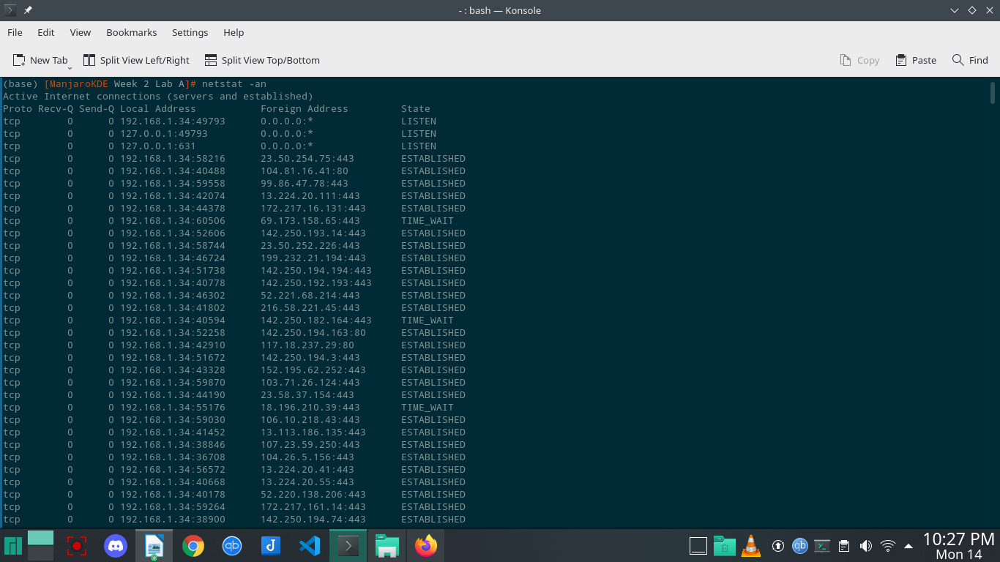 - : bash — Konsole
File Edit View Bookmarks Settings Help
New Tab Split View Left/Right Split View Top/Bottom Copy Paste Find
(base) [ManjaroKDE Week 2 Lab A]# netstat -an
Active Internet connections (servers and established)
Proto Recv-Q Send-Q Local Address Foreign Address State
tcp 0 0 192.168.1.34:49793 0.0.0.0:* LISTEN
tcp 0 0 127.0.0.1:49793 0.0.0.0:* LISTEN
tcp 0 0 127.0.0.1:631 0.0.0.0:* LISTEN
tcp 0 0 192.168.1.34:58216 23.50.254.75:443 ESTABLISHED
tcp 0 0 192.168.1.34:40488 104.81.16.41:80 ESTABLISHED
tcp 0 0 192.168.1.34:59558 99.86.47.78:443 ESTABLISHED
tcp 0 0 192.168.1.34:42074 13.224.20.111:443 ESTABLISHED
tcp 0 0 192.168.1.34:44378 172.217.16.131:443 ESTABLISHED
tcp 0 0 192.168.1.34:60506 69.173.158.65:443 TIME_WAIT
tcp 0 0 192.168.1.34:52606 142.250.193.14:443 ESTABLISHED
tcp 0 0 192.168.1.34:58744 23.50.252.226:443 ESTABLISHED
tcp 0 0 192.168.1.34:46724 199.232.21.194:443 ESTABLISHED
tcp 0 0 192.168.1.34:51738 142.250.194.194:443 ESTABLISHED
tcp 0 0 192.168.1.34:40778 142.250.192.193:443 ESTABLISHED
tcp 0 0 192.168.1.34:46302 52.221.68.214:443 ESTABLISHED
tcp 0 0 192.168.1.34:41802 216.58.221.45:443 ESTABLISHED
tcp 0 0 192.168.1.34:40594 142.250.182.164:443 TIME_WAIT
tcp 0 0 192.168.1.34:52258 142.250.194.163:80 ESTABLISHED
tcp 0 0 192.168.1.34:42910 117.18.237.29:80 ESTABLISHED
tcp 0 0 192.168.1.34:51672 142.250.194.3:443 ESTABLISHED
tcp 0 0 192.168.1.34:43328 152.195.62.252:443 ESTABLISHED
tcp 0 0 192.168.1.34:59870 103.71.26.124:443 ESTABLISHED
tcp 0 0 192.168.1.34:44190 23.58.37.154:443 ESTABLISHED
tcp 0 0 192.168.1.34:55176 18.196.210.39:443 TIME_WAIT
tcp 0 0 192.168.1.34:59030 106.10.218.43:443 ESTABLISHED
tcp 0 0 192.168.1.34:41452 13.113.186.135:443 ESTABLISHED
tcp 0 0 192.168.1.34:38846 107.23.59.250:443 ESTABLISHED
tcp 0 0 192.168.1.34:36708 104.26.5.156:443 ESTABLISHED
tcp 0 0 192.168.1.34:56572 13.224.20.41:443 ESTABLISHED
tcp 0 0 192.168.1.34:40668 13.224.20.55:443 ESTABLISHED
tcp 0 0 192.168.1.34:40178 52.220.138.206:443 ESTABLISHED
tcp 0 0 192.168.1.34:59264 172.217.161.14:443 ESTABLISHED
tcp 0 0 192.168.1.34:38900 142.250.194.74:443 ESTABLISHED
qb J qb 10:27 PM
Mon 14